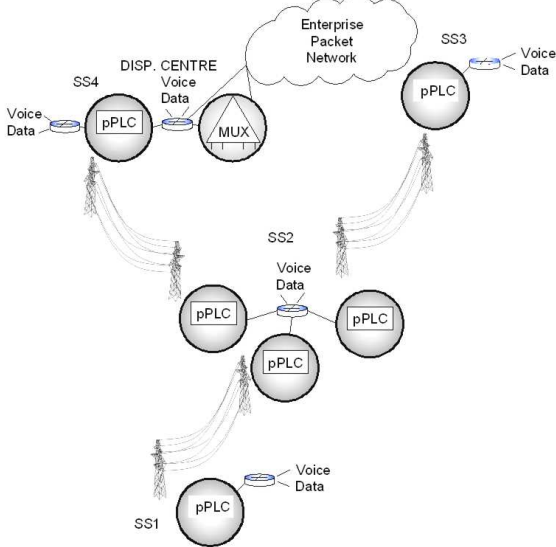 Enterprise
Packet
Network
SS3
Voice
Data
pPLC
DISP. CENTRE
Voice
Data
SS4
Voice
Data
pPLC
MUX
SS2
Voice
Data
pPLC
pPLC
pPLC
Voice
Data
pPLC
SS1